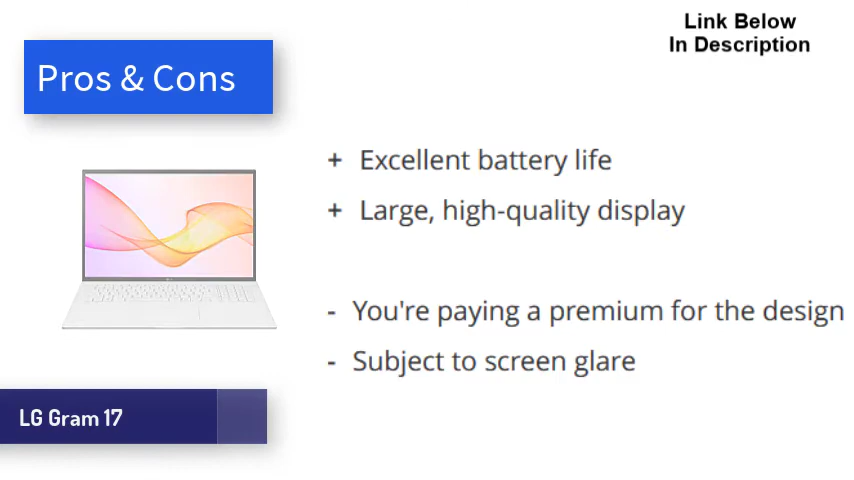 Link Below
In Description
Pros & Cons
+ Excellent battery life
+ Large, high-quality display
- You're paying a premium for the design
- Subject to screen glare
LG Gram 17